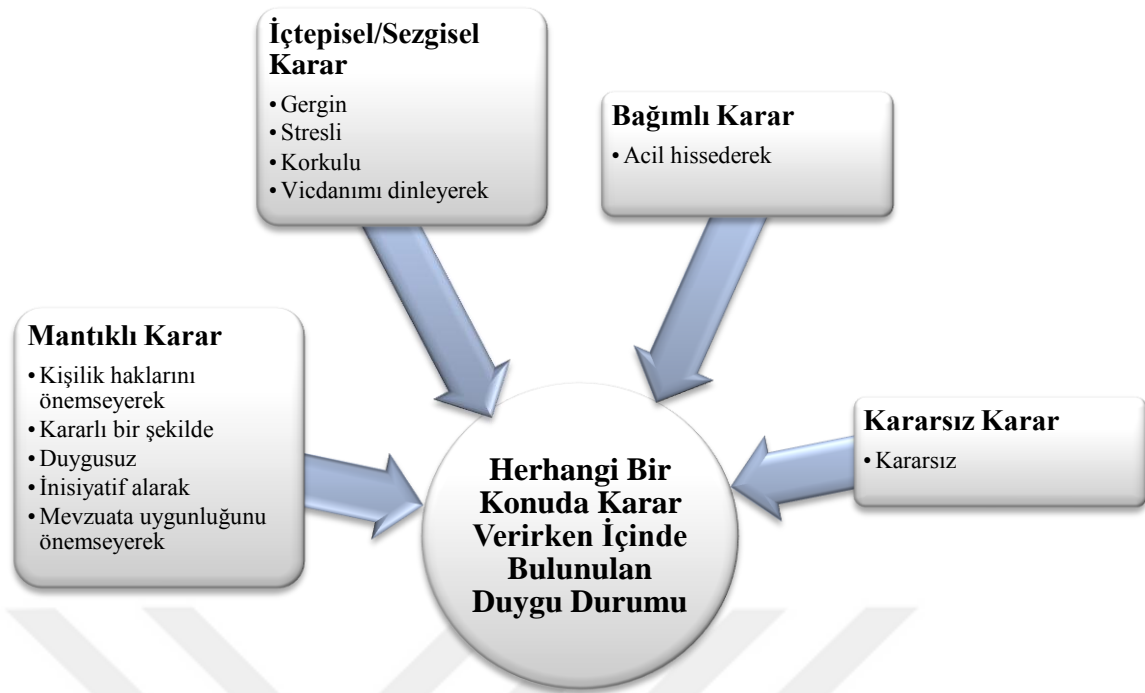 İçtepisel/Sezgisel
Karar
• Gergin
• Stresli
• Korkulu
• Vicdanımı dinleyerek
Bağımlı Karar
• Acil hissederek
Mantıklı Karar
• Kişilik haklarını
önemseyerek
• Kararlı bir şekilde
• Duygusuz
• İnisiyatif alarak
• Mevzuata uygunluğunu
önemseyerek
Kararsız Karar
• Kararsız
Herhangi Bir
Konuda Karar
Verirken İçinde
Bulunulan
Duygu Durumu